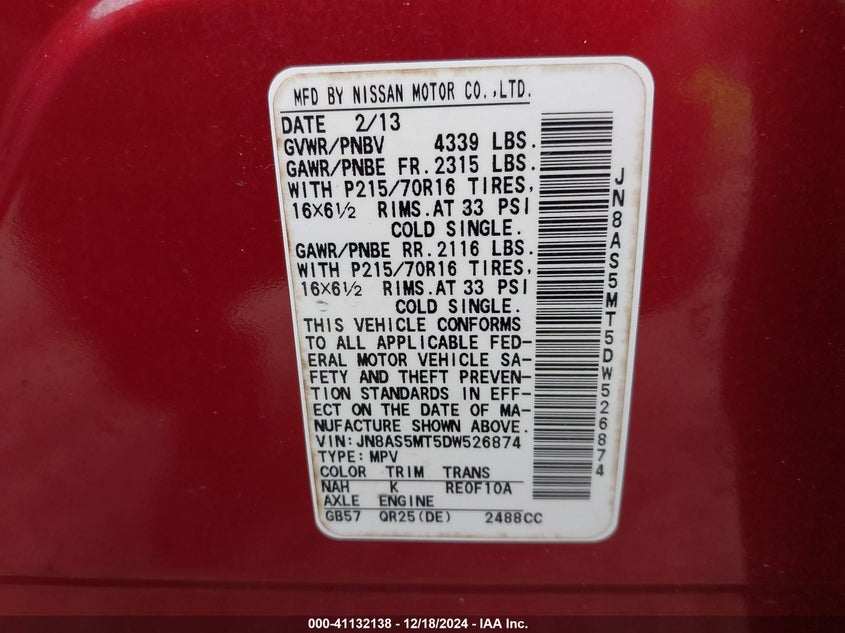 MFD BY NISSAN MOTOR CO.,LTD.
DATE 2/13
GVWR/PNBV 4339 LBS.
GAWR/PNBE FR.2315 LBS.
WITH P215/70R16 TIRES,
16X6½ RIMS.AT 33 PSI
COLD SINGLE.
GAWR/PNBE RR.2116 LBS.
WITH P215/70R16 TIRES,
16X6½ RIMS.AT 33 PSI
COLD SINGLE.
THIS VEHICLE CONFORMS
TO ALL APPLICABLE FED-
ERAL MOTOR VEHICLE SA-
FETY AND THEFT PREVEN-
TION STANDARDS IN EFF-
ECT ON THE DATE OF MA-
NUFACTURE SHOWN ABOVE.
VIN:JN8AS5MT5DW526874
TYPE:MPV
COLOR TRIM TRANS
NAH K RE0F10A
AXLE ENGINE
GB57 QR25(DE) 2488CC
JN8AS5MT5DW526874
000-41132138 - 12/18/2024 - IAA Inc.